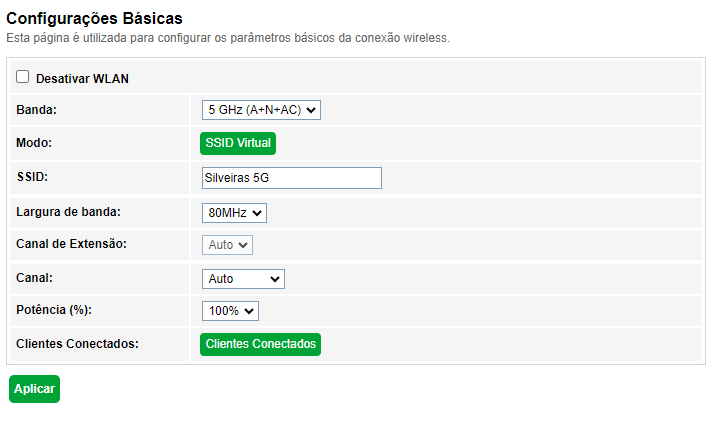 Configurações Básicas
Esta página é utilizada para configurar os parâmetros básicos da conexão wireless.
Desativar WLAN
Banda: 5 GHz (A+N+AC)
Modo: SSID Virtual
SSID: Silveiras 5G
Largura de banda: 80MHz
Canal de Extensão: Auto
Canal: Auto
Potência (%): 100%
Clientes Conectados: Clientes Conectados
Aplicar